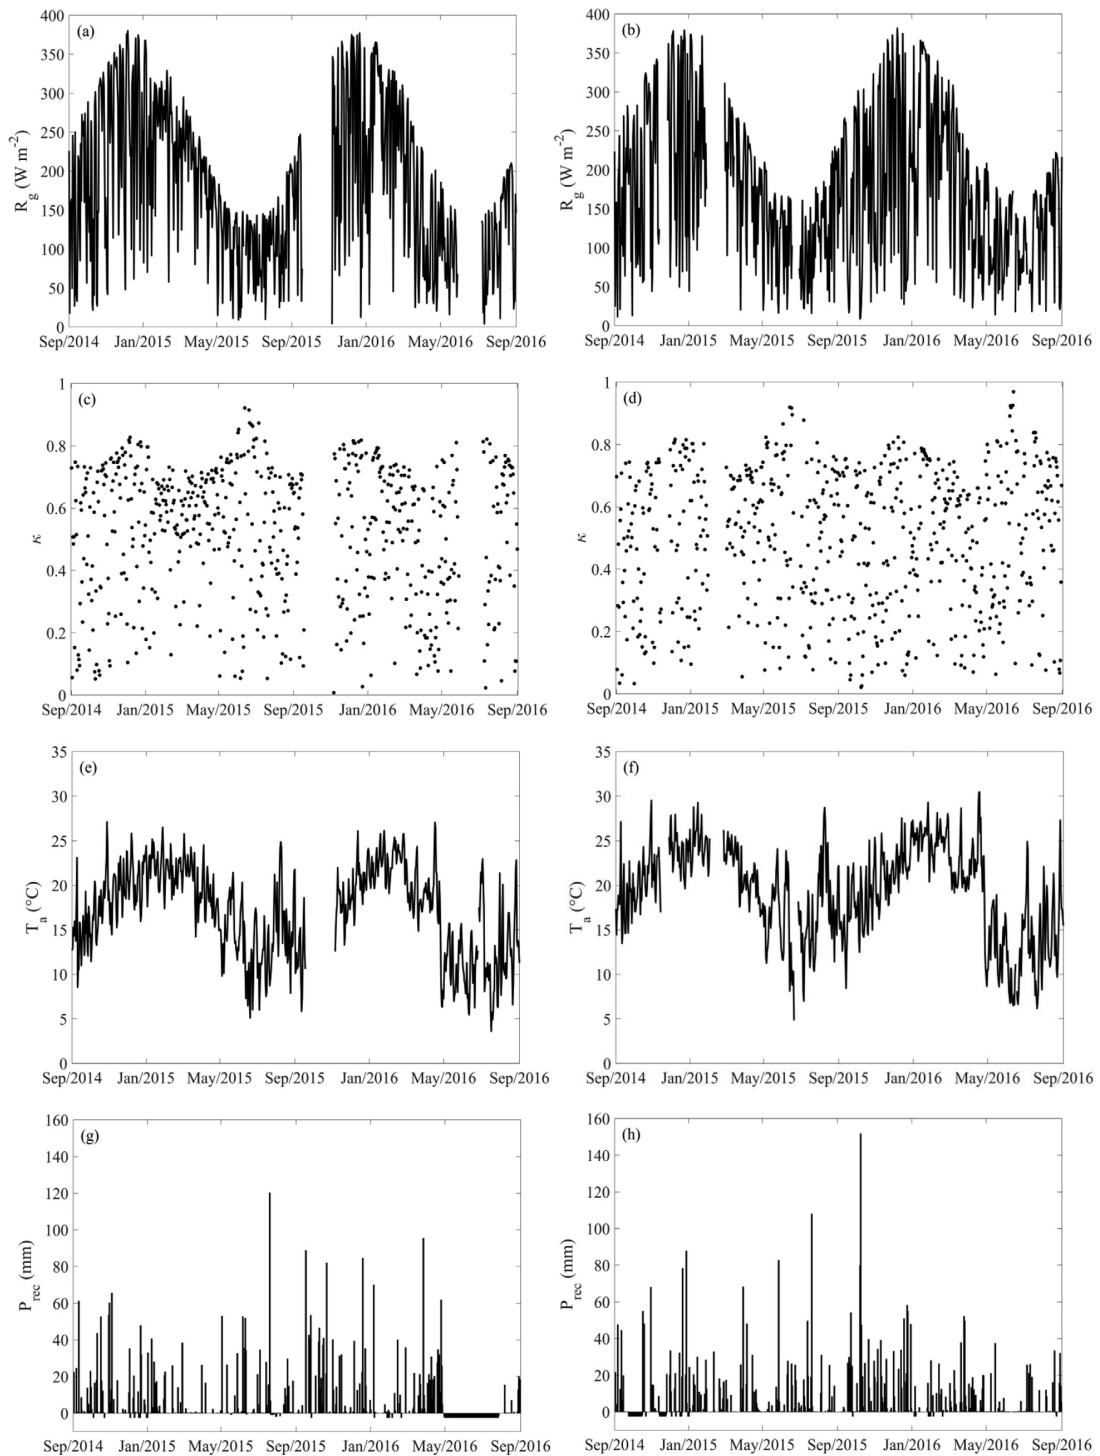 (a)
400
350
300
250
200
150
100
50
0
R_g (W m^-2)
Sep/2014 Jan/2015 May/2015 Sep/2015 Jan/2016 May/2016 Sep/2016
(b)
400
350
300
250
200
150
100
50
0
R_g (W m^-2)
Sep/2014 Jan/2015 May/2015 Sep/2015 Jan/2016 May/2016 Sep/2016
(c)
1
0.8
0.6
0.4
0.2
0
κ
Sep/2014 Jan/2015 May/2015 Sep/2015 Jan/2016 May/2016 Sep/2016
(d)
1
0.8
0.6
0.4
0.2
0
κ
Sep/2014 Jan/2015 May/2015 Sep/2015 Jan/2016 May/2016 Sep/2016
(e)
35
30
25
20
15
10
5
0
T_a (°C)
Sep/2014 Jan/2015 May/2015 Sep/2015 Jan/2016 May/2016 Sep/2016
(f)
35
30
25
20
15
10
5
0
T_a (°C)
Sep/2014 Jan/2015 May/2015 Sep/2015 Jan/2016 May/2016 Sep/2016
(g)
160
140
120
100
80
60
40
20
0
P_rec (mm)
Sep/2014 Jan/2015 May/2015 Sep/2015 Jan/2016 May/2016 Sep/2016
(h)
160
140
120
100
80
60
40
20
0
P_rec (mm)
Sep/2014 Jan/2015 May/2015 Sep/2015 Jan/2016 May/2016 Sep/2016